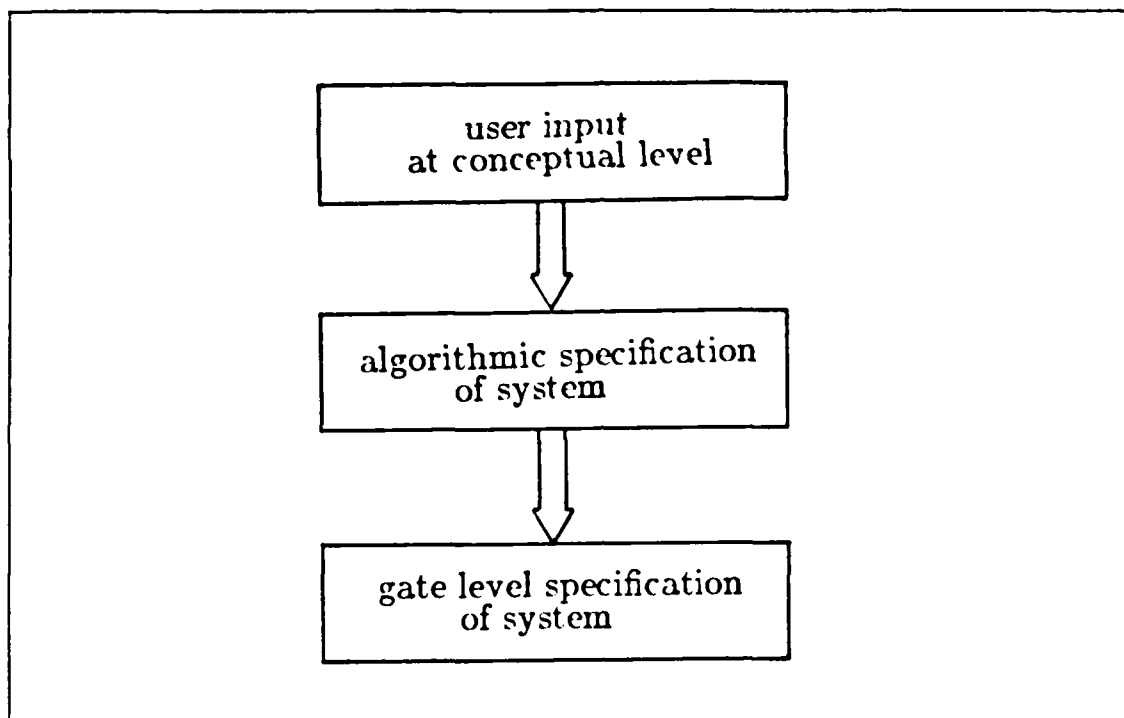 user input
at conceptual level
algorithmic specification
of system
gate level specification
of system